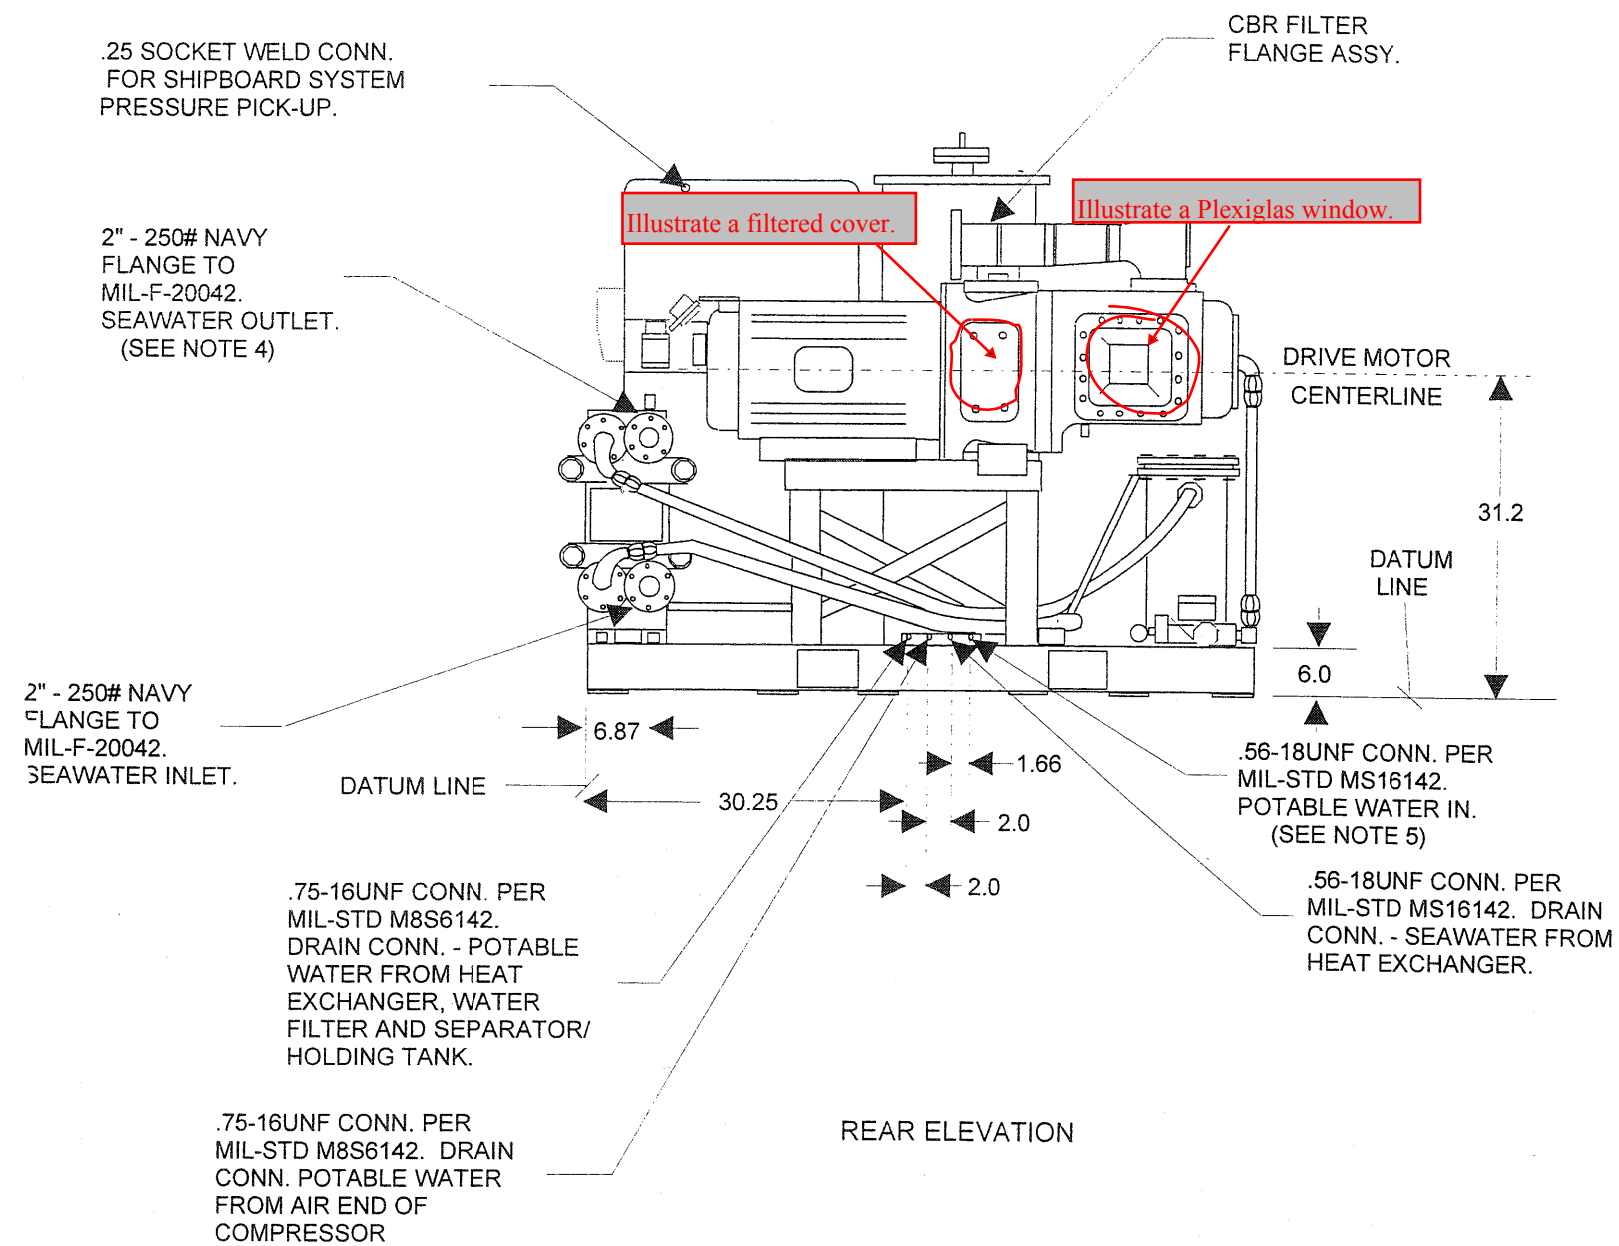 .25 SOCKET WELD CONN.
FOR SHIPBOARD SYSTEM
PRESSURE PICK-UP.
CBR FILTER
FLANGE ASSY.
Illustrate a filtered cover.
Illustrate a Plexiglas window.
2" - 250# NAVY
FLANGE TO
MIL-F-20042.
SEAWATER OUTLET.
(SEE NOTE 4)
DRIVE MOTOR
CENTERLINE
31.2
DATUM
LINE
6.0
2" - 250# NAVY
FLANGE TO
MIL-F-20042.
SEAWATER INLET.
6.87
DATUM LINE
30.25
1.66
2.0
2.0
.56-18UNF CONN. PER
MIL-STD MS16142.
POTABLE WATER IN.
(SEE NOTE 5)
.56-18UNF CONN. PER
MIL-STD MS16142. DRAIN
CONN. - SEAWATER FROM
HEAT EXCHANGER.
.75-16UNF CONN. PER
MIL-STD M8S6142.
DRAIN CONN. - POTABLE
WATER FROM HEAT
EXCHANGER, WATER
FILTER AND SEPARATOR/
HOLDING TANK.
.75-16UNF CONN. PER
MIL-STD M8S6142. DRAIN
CONN. POTABLE WATER
FROM AIR END OF
COMPRESSOR
REAR ELEVATION